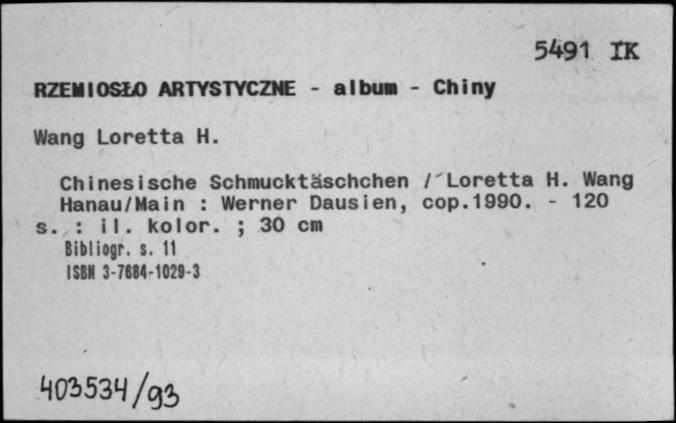 5491 IK
RZEMIOSŁO ARTYSTYCZNE - album - Chiny
Wang Loretta H.
Chinesische Schmucktäschchen / Loretta H. Wang
Hanau/Main : Werner Dausien, cop.1990. - 120
s. : il. kolor. ; 30 cm
Bibliogr. s. 11
ISBN 3-7684-1029-3
403534/93